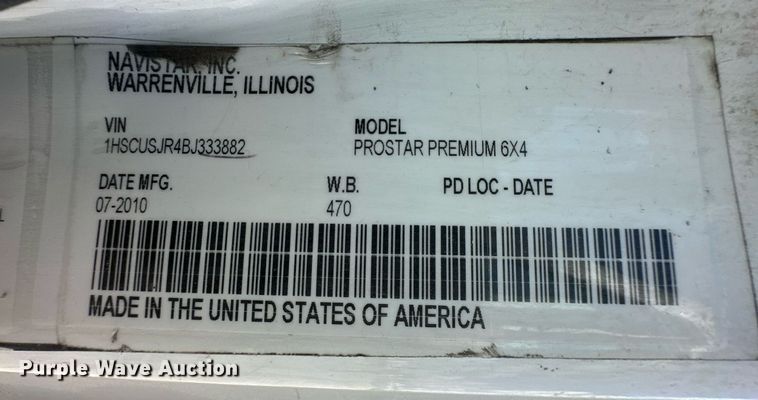 NAVISTAR, INC.
WARRENVILLE, ILLINOIS
VIN MODEL
1HSCUSJR4BJ333882 PROSTAR PREMIUM 6X4
DATE MFG. W.B. PD LOC - DATE
07-2010 470
MADE IN THE UNITED STATES OF AMERICA
Purple Wave Auction